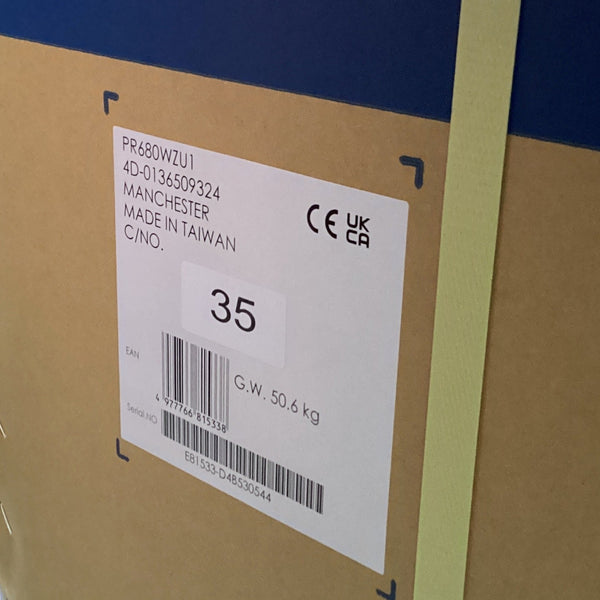 PR680WZU1
4D-0136509324
MANCHESTER
MADE IN TAIWAN
C/NO.
CE UK
CA
35
EAN
G.W. 50.6 kg
4 977766 815338
Serial.NO
E81533-D4B530544